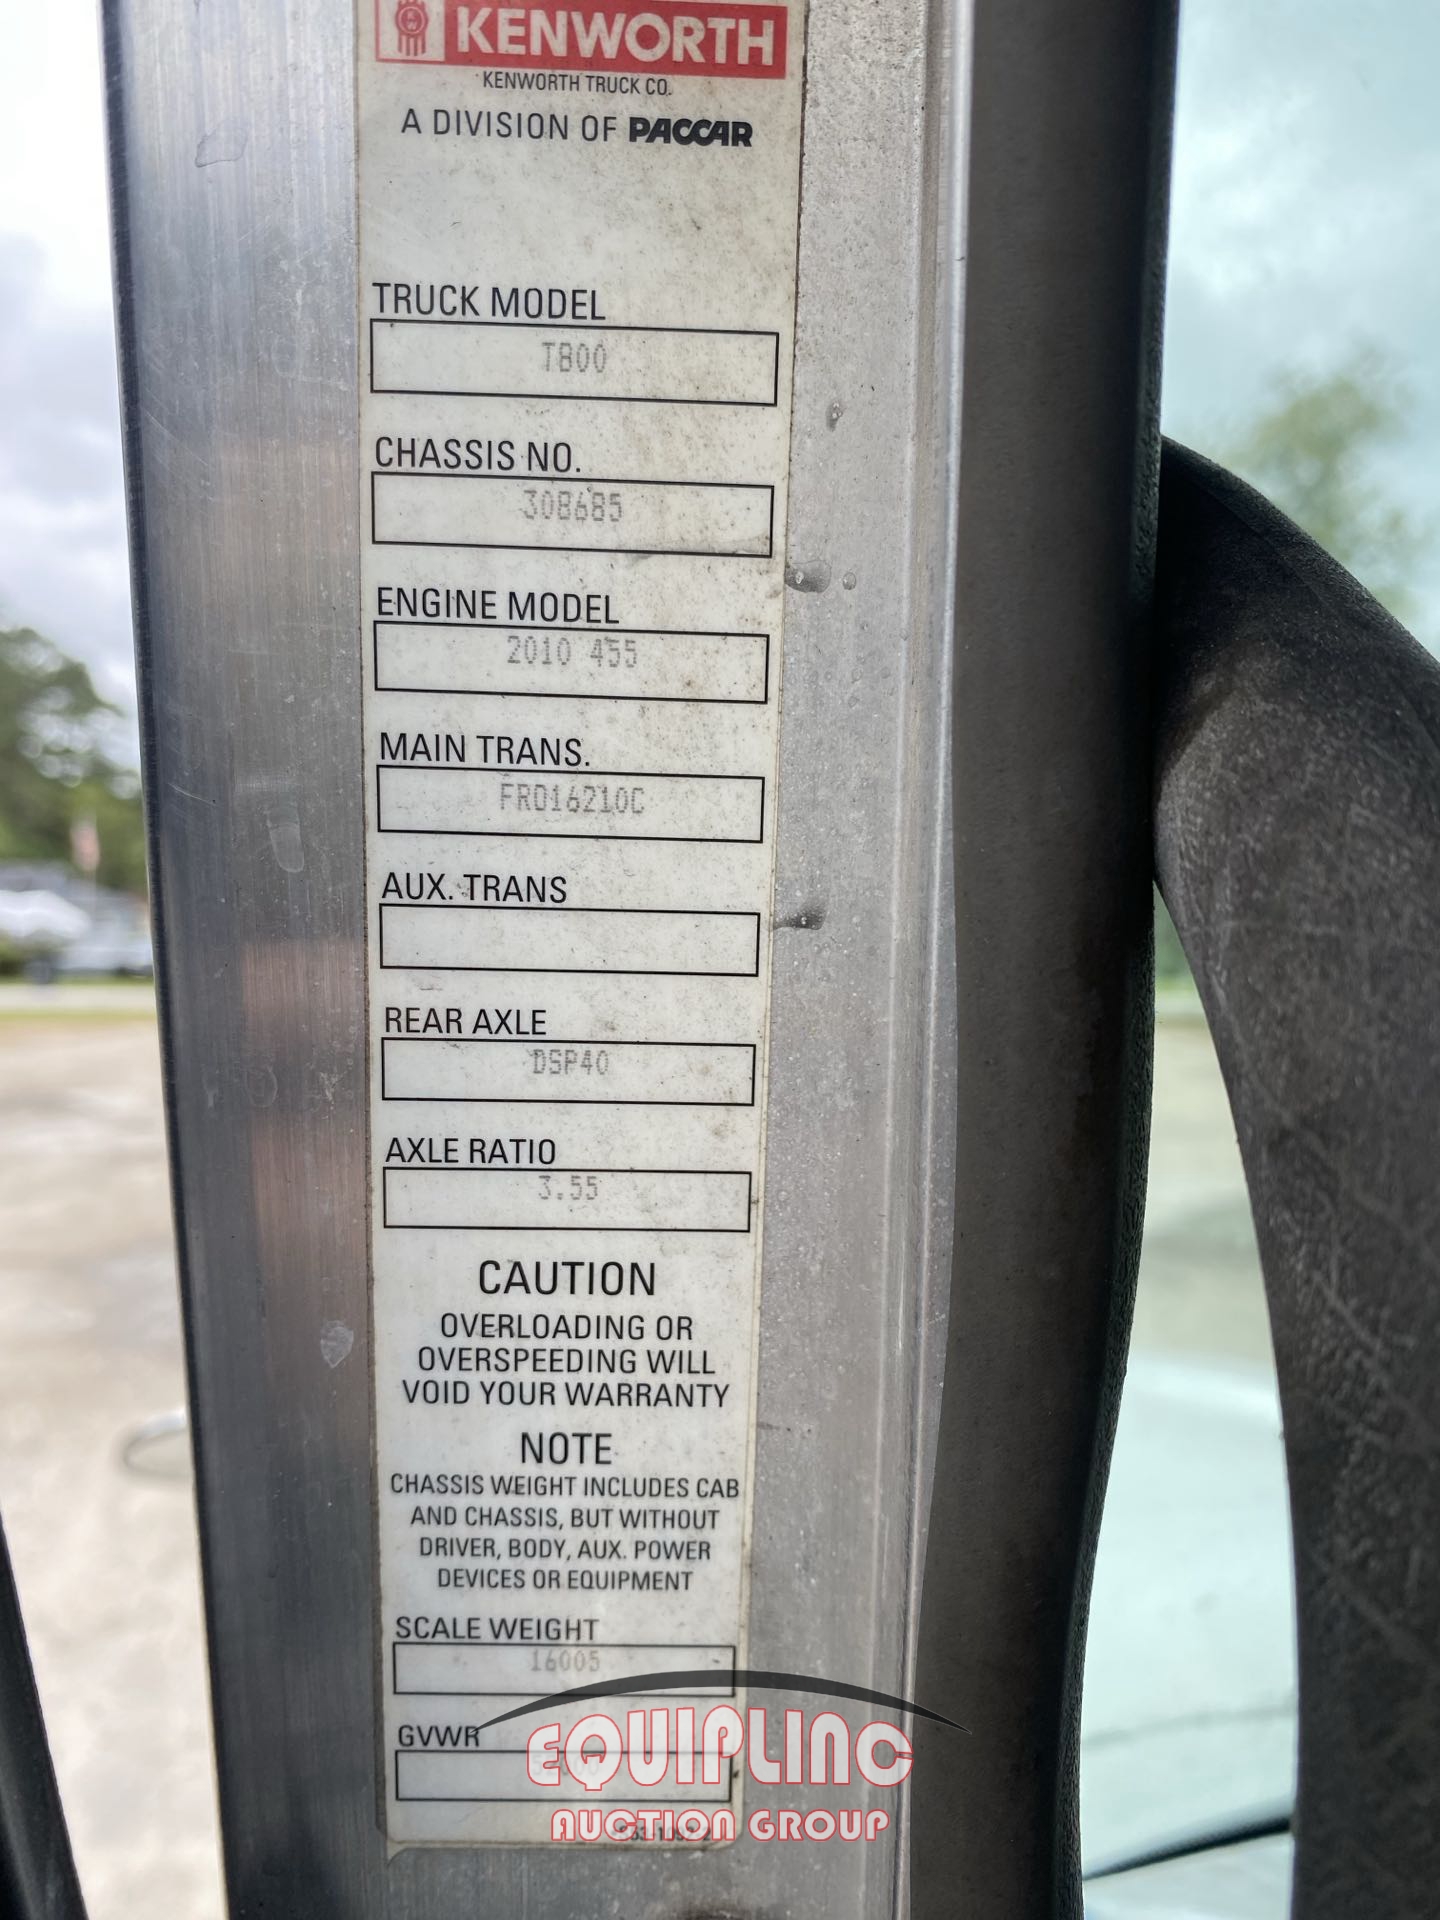 KENWORTH
KENWORTH TRUCK CO.
A DIVISION OF PACCAR
TRUCK MODEL
T800
CHASSIS NO.
308685
ENGINE MODEL
2010 455
MAIN TRANS.
FRO16210C
AUX. TRANS
REAR AXLE
DSP40
AXLE RATIO
3.55
CAUTION
OVERLOADING OR
OVERSPEEDING WILL
VOID YOUR WARRANTY
NOTE
CHASSIS WEIGHT INCLUDES CAB
AND CHASSIS, BUT WITHOUT
DRIVER, BODY, AUX. POWER
DEVICES OR EQUIPMENT
SCALE WEIGHT
16005
GVWR
EQUIPLINC
AUCTION GROUP